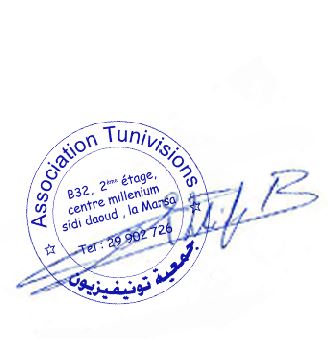 Association Tunivisions
B32, 2ème étage,
centre millenium
sidi daoud , la Marsa
Tel : 29 902 726
جمعية تونيفيزيون